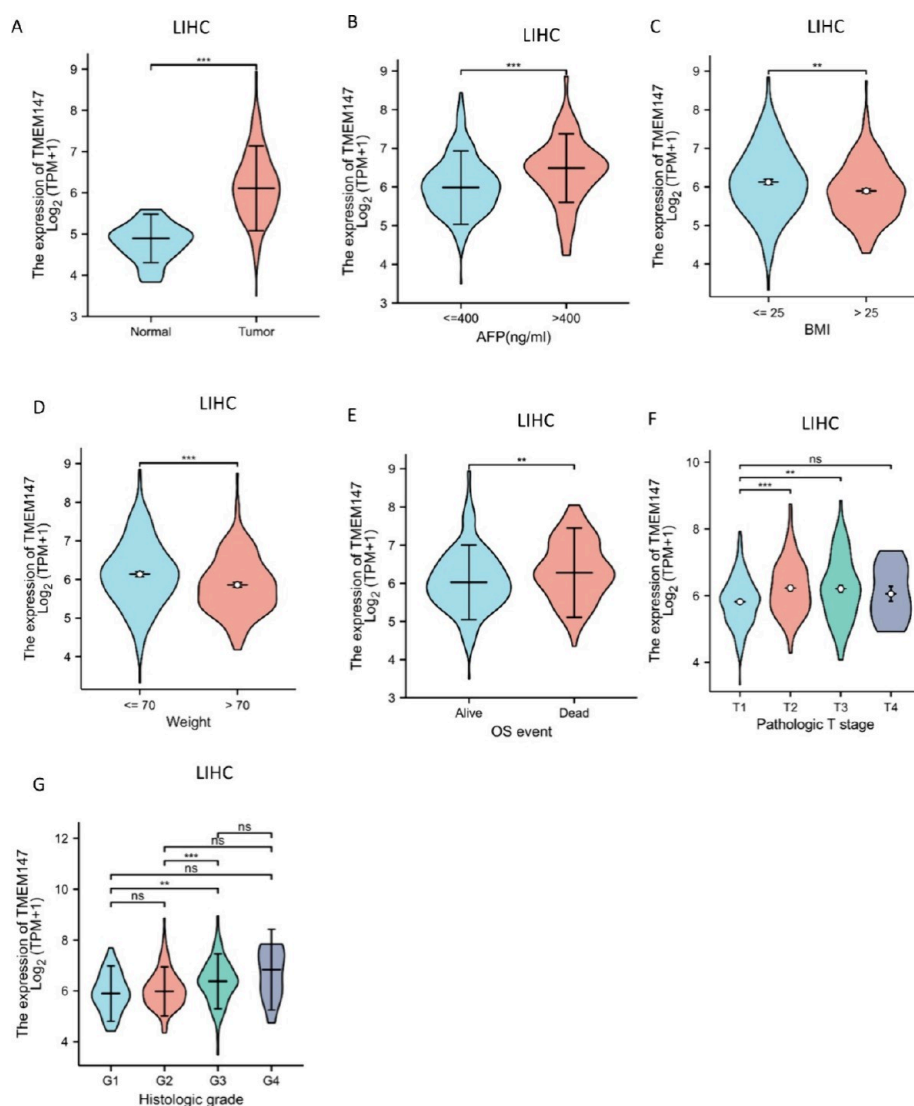 A
LIHC
***
The expression of TMEM147
Log2 (TPM+1)
9
8
7
6
5
4
3
Normal
Tumor
B
LIHC
***
The expression of TMEM147
Log2 (TPM+1)
9
8
7
6
5
4
3
<=400
>400
AFP(ng/ml)
C
LIHC
**
The expression of TMEM147
Log2 (TPM+1)
9
8
7
6
5
4
<= 25
> 25
BMI
D
LIHC
***
The expression of TMEM147
Log2 (TPM+1)
9
8
7
6
5
4
<= 70
> 70
Weight
E
LIHC
**
The expression of TMEM147
Log2 (TPM+1)
9
8
7
6
5
4
3
Alive
Dead
OS event
F
LIHC
ns
**
***
The expression of TMEM147
Log2 (TPM+1)
10
8
6
4
T1
T2
T3
T4
Pathologic T stage
G
LIHC
ns
ns
***
ns
**
ns
The expression of TMEM147
Log2 (TPM+1)
12
10
8
6
4
G1
G2
G3
G4
Histologic grade